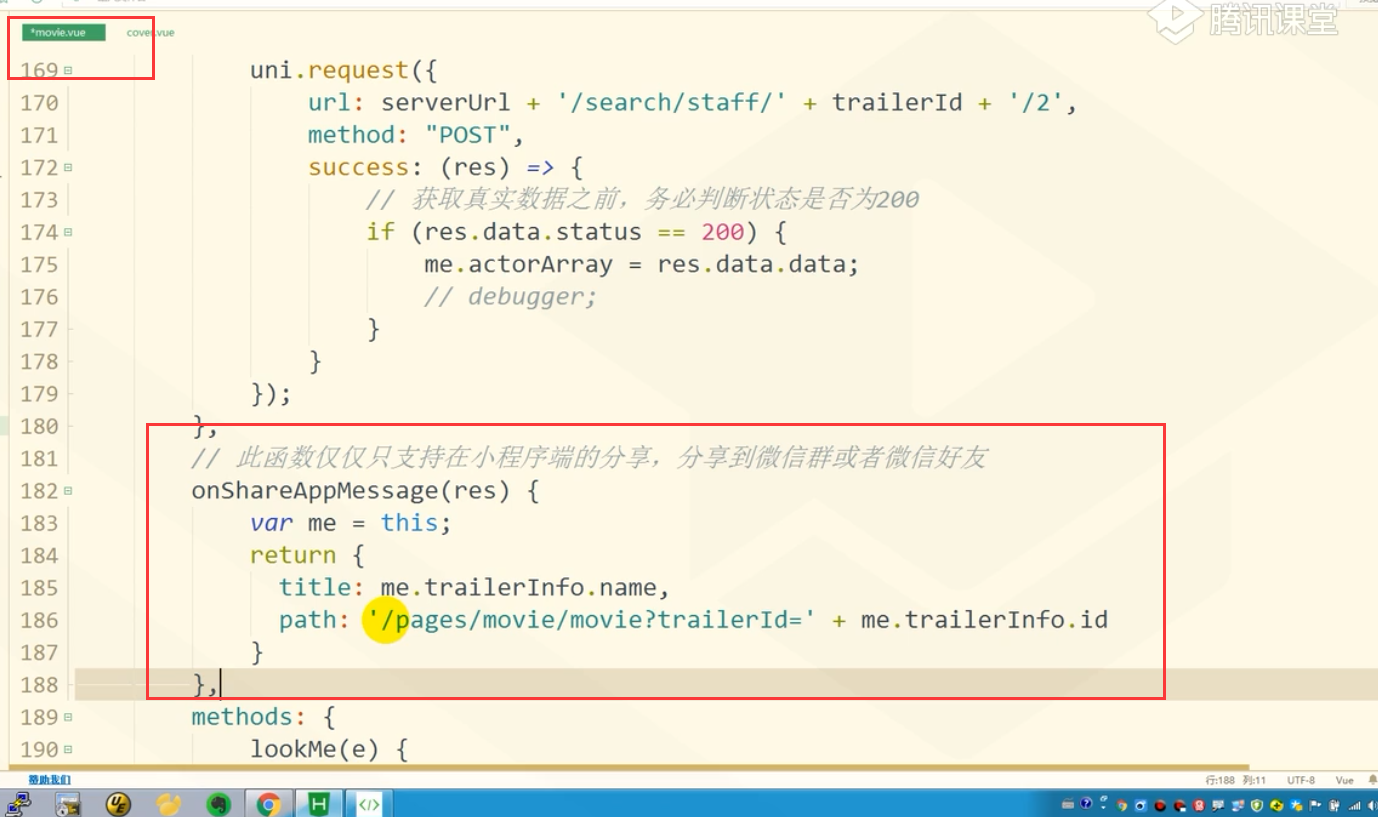 腾讯课堂
*movie.vue cover.vue
169 uni.request({
170 url: serverUrl + '/search/staff/' + trailerId + '/2',
171 method: "POST",
172 success: (res) => {
173 // 获取真实数据之前，务必判断状态是否为200
174 if (res.data.status == 200) {
175 me.actorArray = res.data.data;
176 // debugger;
177 }
178 }
179 });
180 },
181 // 此函数仅仅只支持在小程序端的分享，分享到微信群或者微信好友
182 onShareAppMessage(res) {
183 var me = this;
184 return {
185 title: me.trailerInfo.name,
186 path: '/pages/movie/movie?trailerId=' + me.trailerInfo.id
187 }
188 },
189 methods: {
190 lookMe(e) {
赞助我们 行:188 列:11 UTF-8 Vue